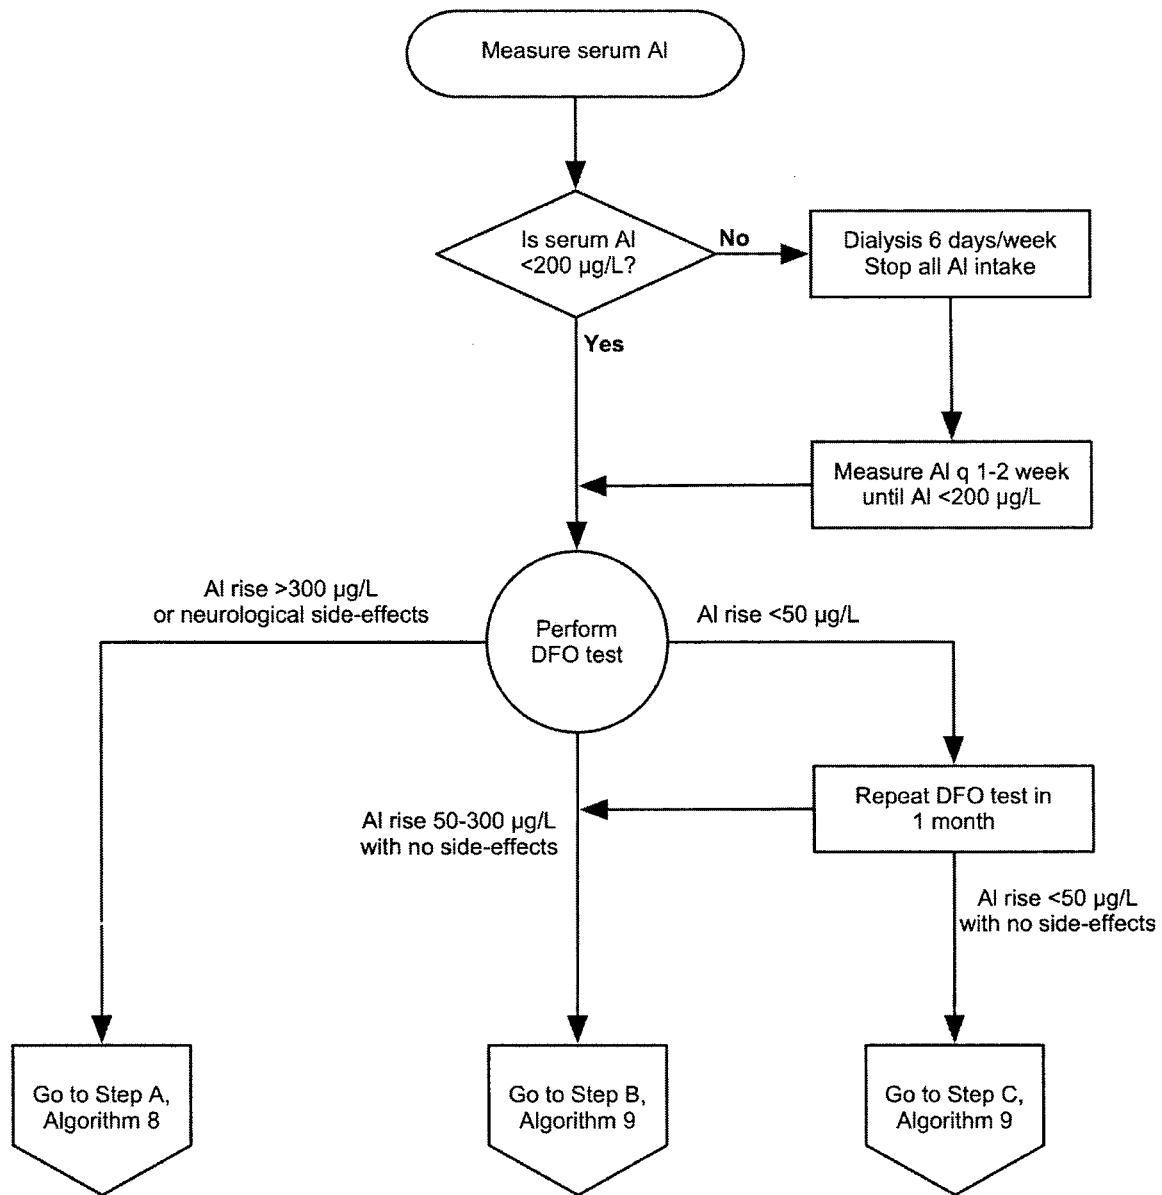 Measure serum Al
Is serum Al
<200 µg/L?
No
Dialysis 6 days/week
Stop all Al intake
Yes
Measure Al q 1-2 week
until Al <200 µg/L
Al rise >300 µg/L
or neurological side-effects
Perform
DFO test
Al rise <50 µg/L
Repeat DFO test in
1 month
Al rise 50-300 µg/L
with no side-effects
Al rise <50 µg/L
with no side-effects
Go to Step A,
Algorithm 8
Go to Step B,
Algorithm 9
Go to Step C,
Algorithm 9